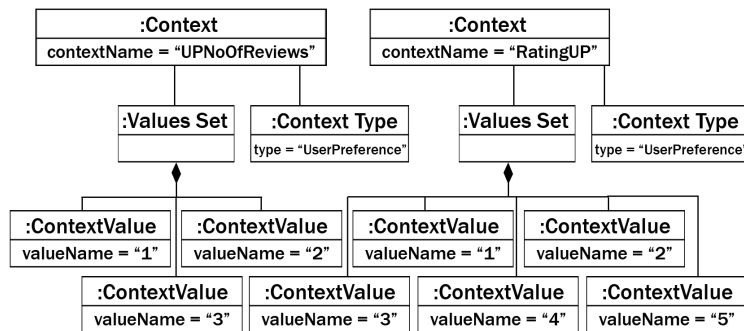 :Context
contextName = “UPNoOfReviews”
:Context
contextName = “RatingUP”
:Values Set
:Context Type
type = “UserPreference”
:Values Set
:Context Type
type = “UserPreference”
:ContextValue
valueName = “1”
:ContextValue
valueName = “2”
:ContextValue
valueName = “1”
:ContextValue
valueName = “2”
:ContextValue
valueName = “3”
:ContextValue
valueName = “3”
:ContextValue
valueName = “4”
:ContextValue
valueName = “5”